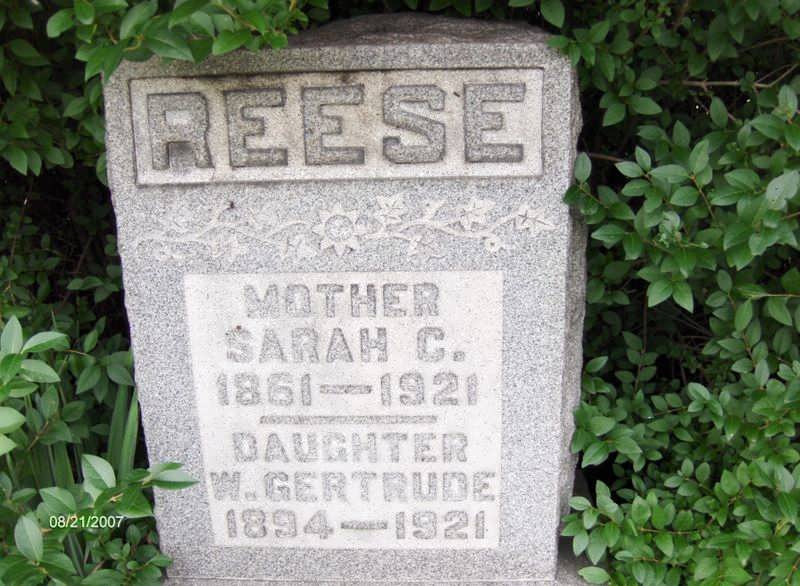 REESE
MOTHER
SARAH C.
1861—1921
DAUGHTER
W. GERTRUDE
1894—1921
08/21/2007